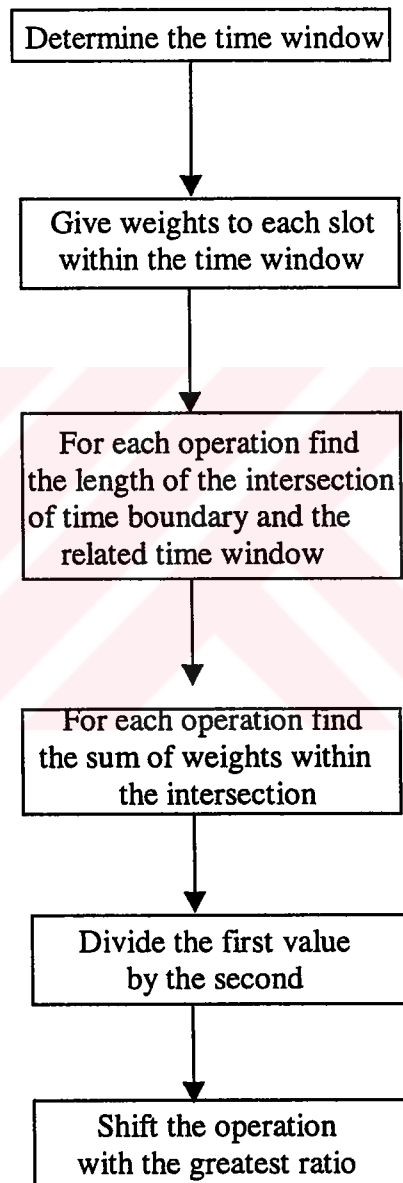 Determine the time window
Give weights to each slot
within the time window
For each operation find
the length of the intersection
of time boundary and the
related time window
For each operation find
the sum of weights within
the intersection
Divide the first value
by the second
Shift the operation
with the greatest ratio